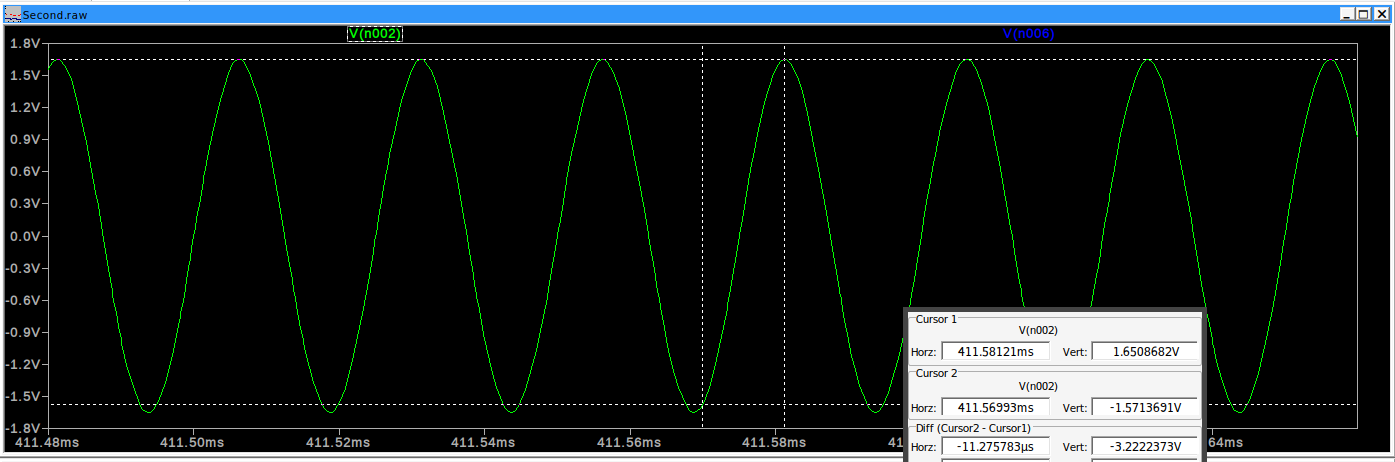 Second.raw
V(n002) V(n006)
1.8V
1.5V
1.2V
0.9V
0.6V
0.3V
0.0V
-0.3V
-0.6V
-0.9V
-1.2V
-1.5V
-1.8V
411.48ms 411.50ms 411.52ms 411.54ms 411.56ms 411.58ms 41 64ms
Cursor 1
V(n002)
Horz: 411.58121ms Vert: 1.6508682V
Cursor 2
V(n002)
Horz: 411.56993ms Vert: -1.5713691V
Diff (Cursor2 - Cursor1)
Horz: -11.275783µs Vert: -3.2222373V